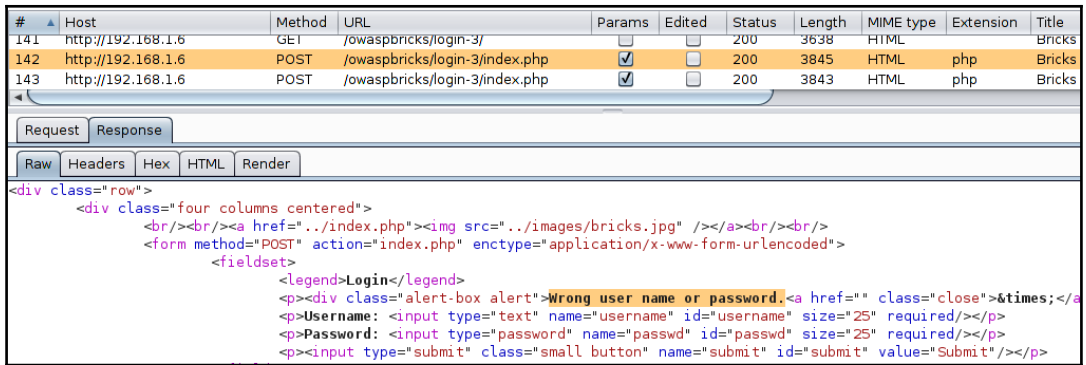 # Host Method URL Params Edited Status Length MIME type Extension Title
141 http://192.168.1.6 GET /owaspbricks/login-3/ 200 3638 HTML Bricks
142 http://192.168.1.6 POST /owaspbricks/login-3/index.php 200 3845 HTML php Bricks
143 http://192.168.1.6 POST /owaspbricks/login-3/index.php 200 3843 HTML php Bricks
Request Response
Raw Headers Hex HTML Render
<div class="row">
<div class="four columns centered">
<br/><br/><a href="../index.php"><img src="../images/bricks.jpg" /></a><br/><br/>
<form method="POST" action="index.php" enctype="application/x-www-form-urlencoded">
<fieldset>
<legend>Login</legend>
<p><div class="alert-box alert">Wrong user name or password.<a href="" class="close">&times;</a
<p>Username: <input type="text" name="username" id="username" size="25" required/></p>
<p>Password: <input type="password" name="passwd" id="passwd" size="25" required/></p>
<p><input type="submit" class="small button" name="submit" id="submit" value="Submit"/></p>